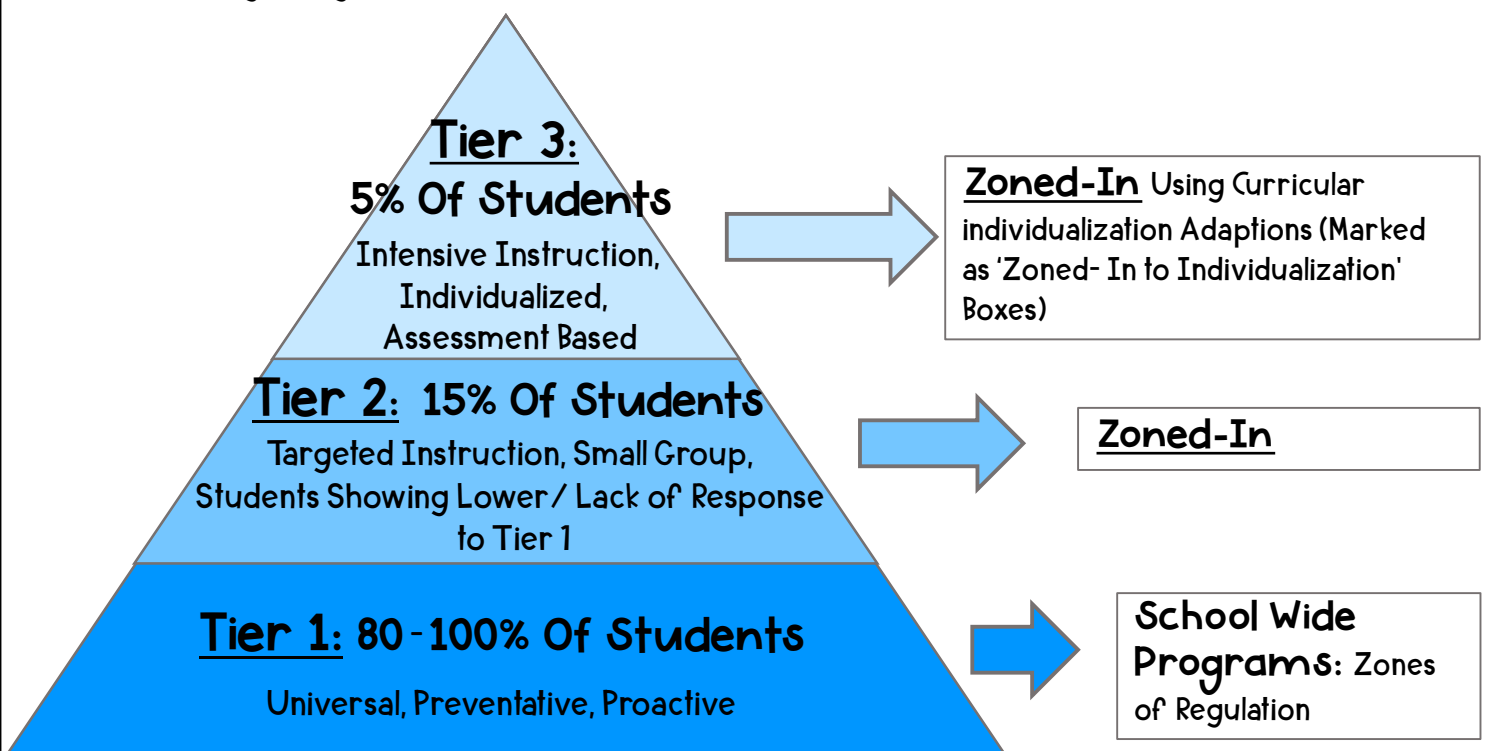 Tier 3:
5% Of Students
Intensive Instruction,
Individualized,
Assessment Based
Zoned-In Using Curricular
individualization Adaptions (Marked
as ‘Zoned- In to Individualization'
Boxes)
Tier 2: 15% Of Students
Targeted Instruction, Small Group,
Students Showing Lower/ Lack of Response
to Tier 1
Zoned-In
Tier 1: 80-100% Of Students
Universal, Preventative, Proactive
School Wide
Programs: Zones
of Regulation